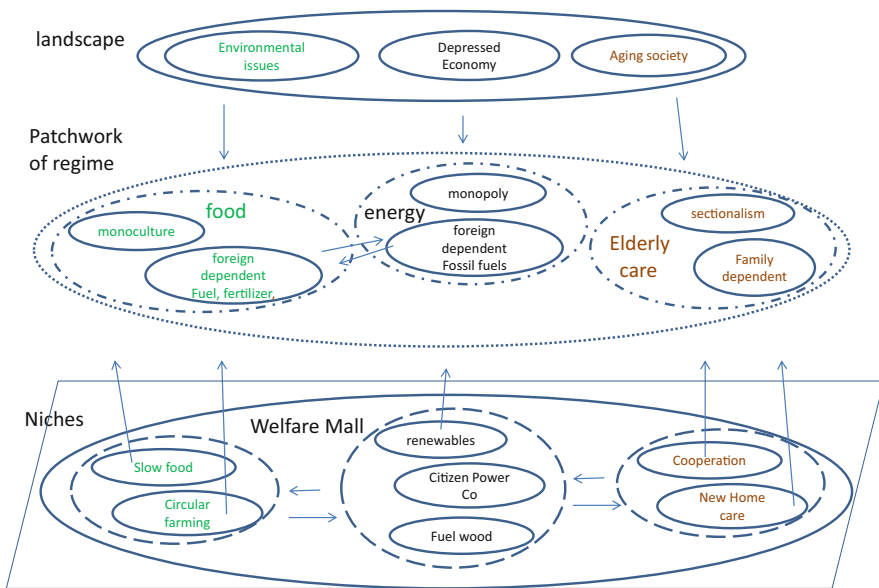 landscape
Environmental
issues
Depressed
Economy
Aging society
Patchwork
of regime
food
monoculture
foreign
dependent
Fuel, fertilizer,
energy
monopoly
foreign
dependent
Fossil fuels
Elderly
care
sectionalism
Family
dependent
Niches
Welfare Mall
Slow food
Circular
farming
renewables
Citizen Power
Co
Fuel wood
Cooperation
New Home
care